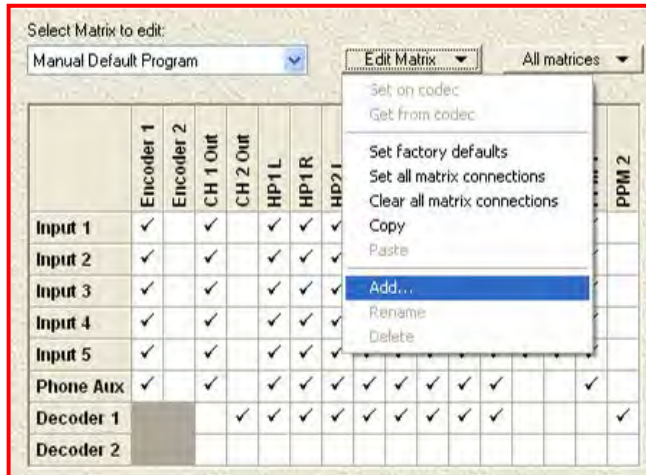 Select Matrix to edit:
Manual Default Program
Edit Matrix
All matrices
Set on codec
Get from codec
Set factory defaults
Set all matrix connections
Clear all matrix connections
Copy
Paste
Add...
Rename
Delete
Encoder 1
Encoder 2
CH 1 Out
CH 2 Out
HP1 L
HP1 R
HP2 L
PPM 1
PPM 2
Input 1
Input 2
Input 3
Input 4
Input 5
Phone Aux
Decoder 1
Decoder 2